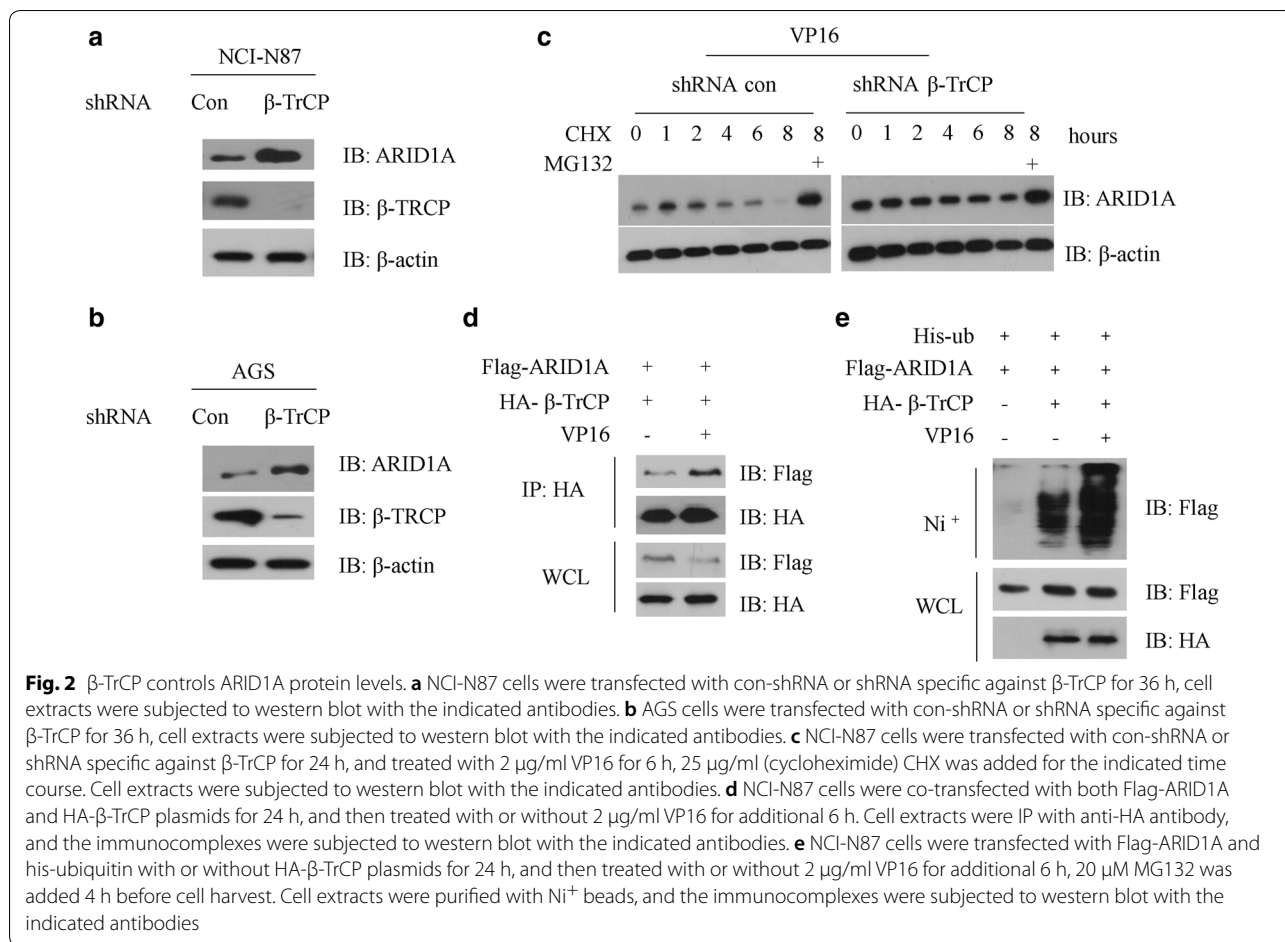 a
NCI-N87
shRNA Con β-TrCP
IB: ARID1A
IB: β-TRCP
IB: β-actin
b
AGS
shRNA Con β-TrCP
IB: ARID1A
IB: β-TRCP
IB: β-actin
c
VP16
shRNA con shRNA β-TrCP
CHX 0 1 2 4 6 8 8 0 1 2 4 6 8 8 hours
MG132 + +
IB: ARID1A
IB: β-actin
d
Flag-ARID1A + +
HA- β-TrCP + +
VP16 - +
IP: HA
IB: Flag
IB: HA
WCL
IB: Flag
IB: HA
e
His-ub + + +
Flag-ARID1A + + +
HA- β-TrCP - + +
VP16 - - +
Ni +
IB: Flag
WCL
IB: Flag
IB: HA
Fig. 2 β-TrCP controls ARID1A protein levels. a NCI-N87 cells were transfected with con-shRNA or shRNA specific against β-TrCP for 36 h, cell
extracts were subjected to western blot with the indicated antibodies. b AGS cells were transfected with con-shRNA or shRNA specific against
β-TrCP for 36 h, cell extracts were subjected to western blot with the indicated antibodies. c NCI-N87 cells were transfected with con-shRNA or
shRNA specific against β-TrCP for 24 h, and treated with 2 μg/ml VP16 for 6 h, 25 μg/ml (cycloheximide) CHX was added for the indicated time
course. Cell extracts were subjected to western blot with the indicated antibodies. d NCI-N87 cells were co-transfected with both Flag-ARID1A
and HA-β-TrCP plasmids for 24 h, and then treated with or without 2 μg/ml VP16 for additional 6 h. Cell extracts were IP with anti-HA antibody,
and the immunocomplexes were subjected to western blot with the indicated antibodies. e NCI-N87 cells were transfected with Flag-ARID1A and
his-ubiquitin with or without HA-β-TrCP plasmids for 24 h, and then treated with or without 2 μg/ml VP16 for additional 6 h, 20 μM MG132 was
added 4 h before cell harvest. Cell extracts were purified with Ni+ beads, and the immunocomplexes were subjected to western blot with the
indicated antibodies